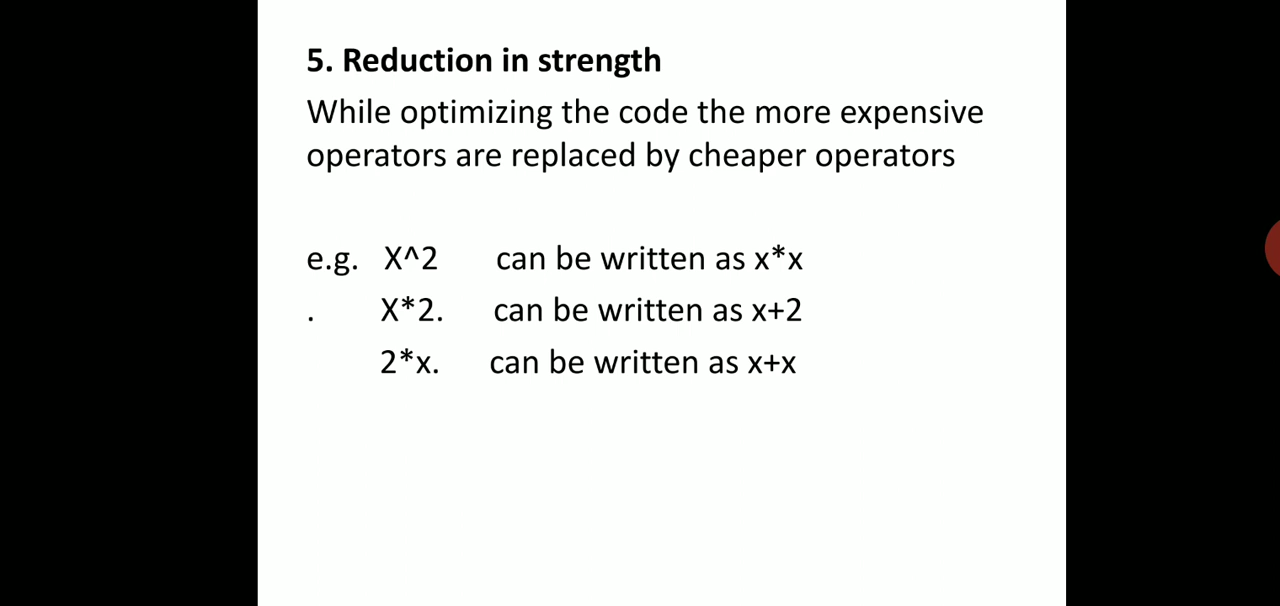 5. Reduction in strength
While optimizing the code the more expensive
operators are replaced by cheaper operators
e.g. X^2 can be written as x*x
. X*2. can be written as x+2
2*x. can be written as x+x